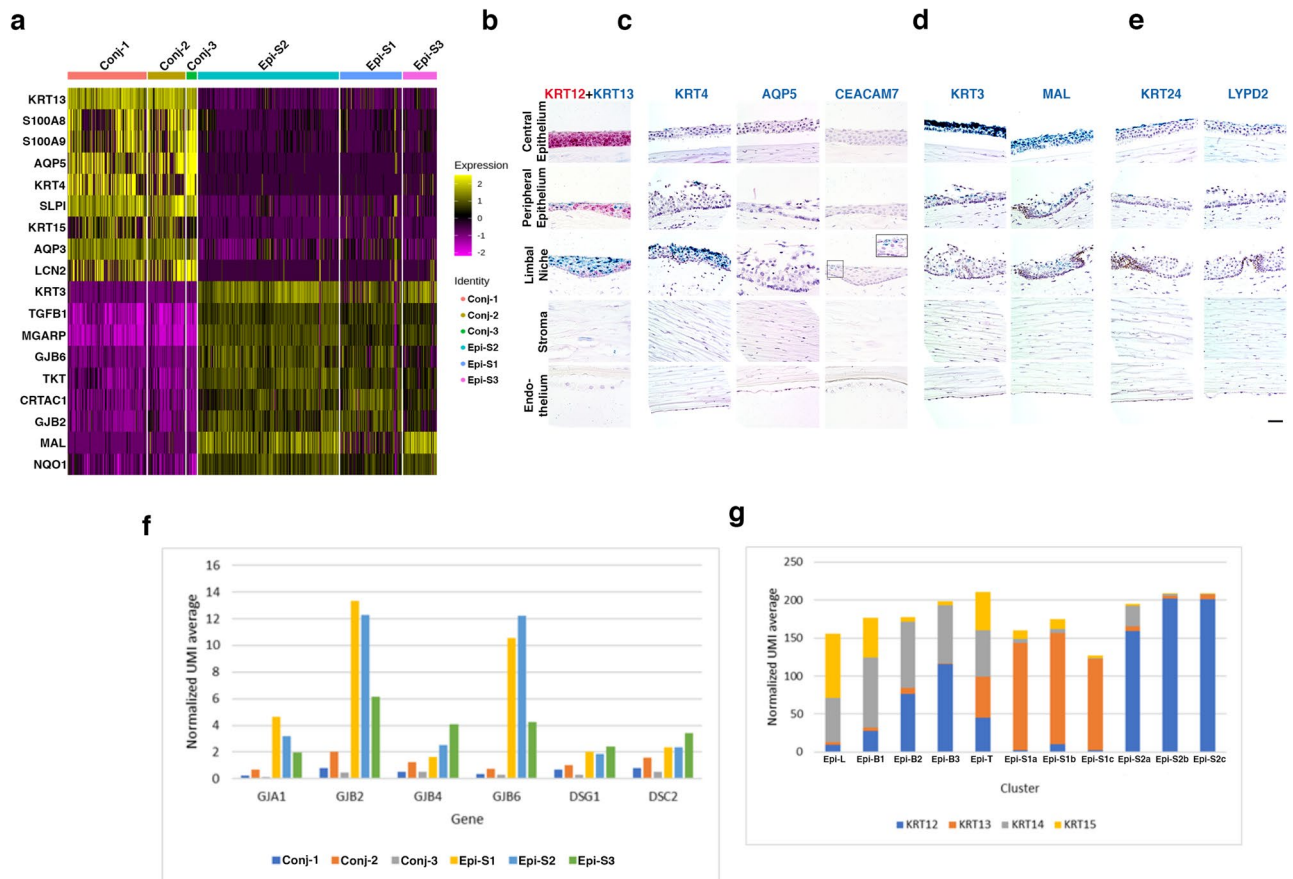 a
Conj-1
Conj-2
Conj-3
Epi-S2
Epi-S1
Epi-S3
KRT13
S100A8
S100A9
AQP5
KRT4
SLPI
KRT15
AQP3
LCN2
KRT3
TGFB1
MGARP
GJB6
TKT
CRTAC1
GJB2
MAL
NQO1
Expression
2
1
0
-1
-2
Identity
Conj-1
Conj-2
Conj-3
Epi-S2
Epi-S1
Epi-S3
b
c
d
e
KRT12+KRT13
KRT4
AQP5
CEACAM7
KRT3
MAL
KRT24
LYPD2
Central
Epithelium
Peripheral
Epithelium
Limbal
Niche
Stroma
Endo-
thelium
f
Normalized UMI average
16
14
12
10
8
6
4
2
0
GJA1
GJB2
GJB4
GJB6
DSG1
DSC2
Gene
Conj-1
Conj-2
Conj-3
Epi-S1
Epi-S2
Epi-S3
g
Normalized UMI average
250
200
150
100
50
0
Epi-L
Epi-B1
Epi-B2
Epi-B3
Epi-T
Epi-S1a
Epi-S1b
Epi-S1c
Epi-S2a
Epi-S2b
Epi-S2c
Cluster
KRT12
KRT13
KRT14
KRT15